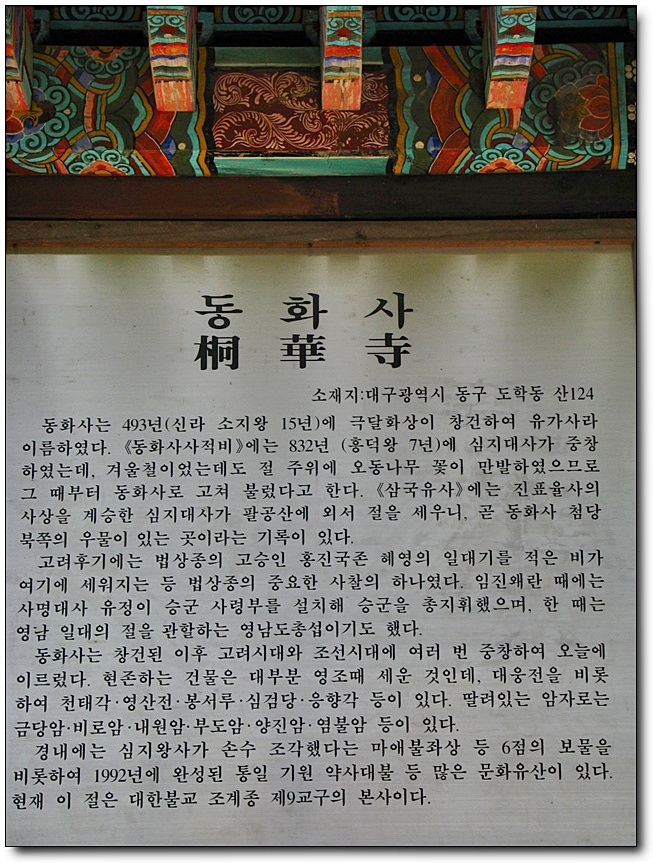 동 화 사
桐 華 寺
소재지:대구광역시 동구 도학동 산124
동화사는 493년(신라 소지왕 15년)에 극달화상이 창건하여 유가사라
이름하였다. 《동화사사적비》에는 832년 (흥덕왕 7년)에 심지대사가 중창
하였는데, 겨울철이었는데도 절 주위에 오동나무 꽃이 만발하였으므로
그 때부터 동화사로 고쳐 불렀다고 한다. 《삼국유사》에는 진표율사의
사상을 계승한 심지대사가 팔공산에 와서 절을 세우니, 곧 동화사 첨당
북쪽의 우물이 있는 곳이라는 기록이 있다.
고려후기에는 법상종의 고승인 홍진국존 혜영의 일대기를 적은 비가
여기에 세워지는 등 법상종의 중요한 사찰의 하나였다. 임진왜란 때에는
사명대사 유정이 승군 사령부를 설치해 승군을 총지휘했으며, 한 때는
영남 일대의 절을 관할하는 영남도총섭이기도 했다.
동화사는 창건된 이후 고려시대와 조선시대에 여러 번 중창하여 오늘에
이르렀다. 현존하는 건물은 대부분 영조때 세운 것인데, 대웅전을 비롯
하여 천태각·영산전·봉서루·심검당·응향각 등이 있다. 딸려있는 암자로는
금당암·비로암·내원암·부도암·양진암·염불암 등이 있다.
경내에는 심지왕사가 손수 조각했다는 마애불좌상 등 6점의 보물을
비롯하여 1992년에 완성된 통일 기원 약사대불 등 많은 문화유산이 있다.
현재 이 절은 대한불교 조계종 제9교구의 본사이다.